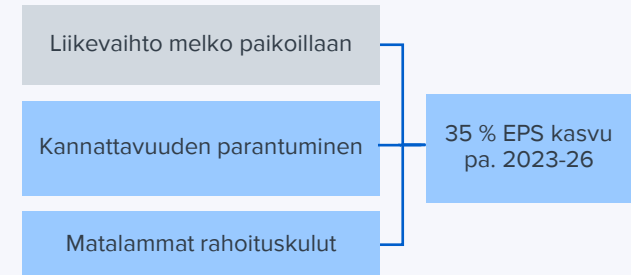 Liikevaihto melko paikoillaan
Kannattavuuden parantuminen
35 % EPS kasvu
pa. 2023-26
Matalammat rahoituskulut